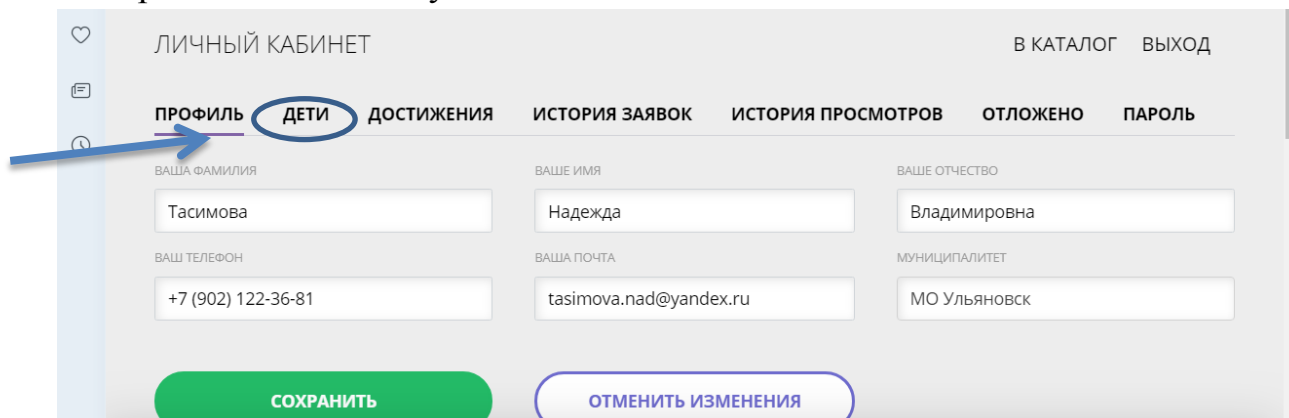 ЛИЧНЫЙ КАБИНЕТ В КАТАЛОГ ВЫХОД
ПРОФИЛЬ ДЕТИ ДОСТИЖЕНИЯ ИСТОРИЯ ЗАЯВОК ИСТОРИЯ ПРОСМОТРОВ ОТЛОЖЕНО ПАРОЛЬ
ВАША ФАМИЛИЯ ВАШЕ ИМЯ ВАШЕ ОТЧЕСТВО
Тасимова Надежда Владимировна
ВАШ ТЕЛЕФОН ВАША ПОЧТА МУНИЦИПАЛИТЕТ
+7 (902) 122-36-81 tasimova.nad@yandex.ru МО Ульяновск
СОХРАНИТЬ ОТМЕНИТЬ ИЗМЕНЕНИЯ